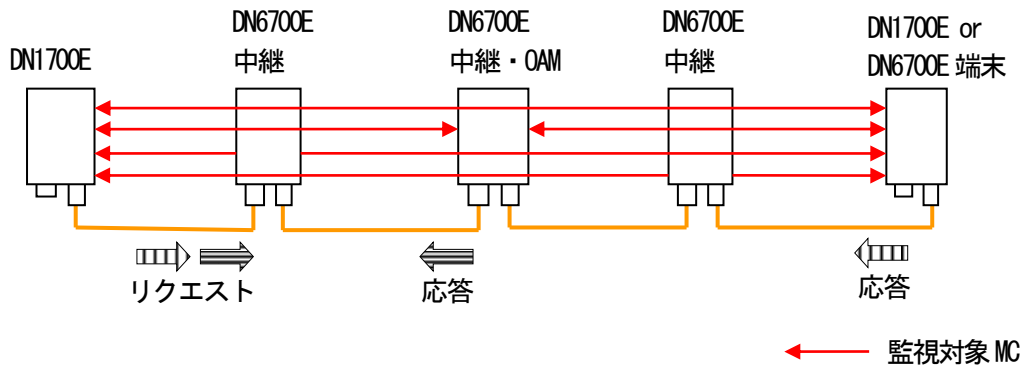 DN1700E
DN6700E
中継
DN6700E
中継・OAM
DN6700E
中継
DN1700E or
DN6700E 端末
リクエスト
応答
応答
監視対象 MC